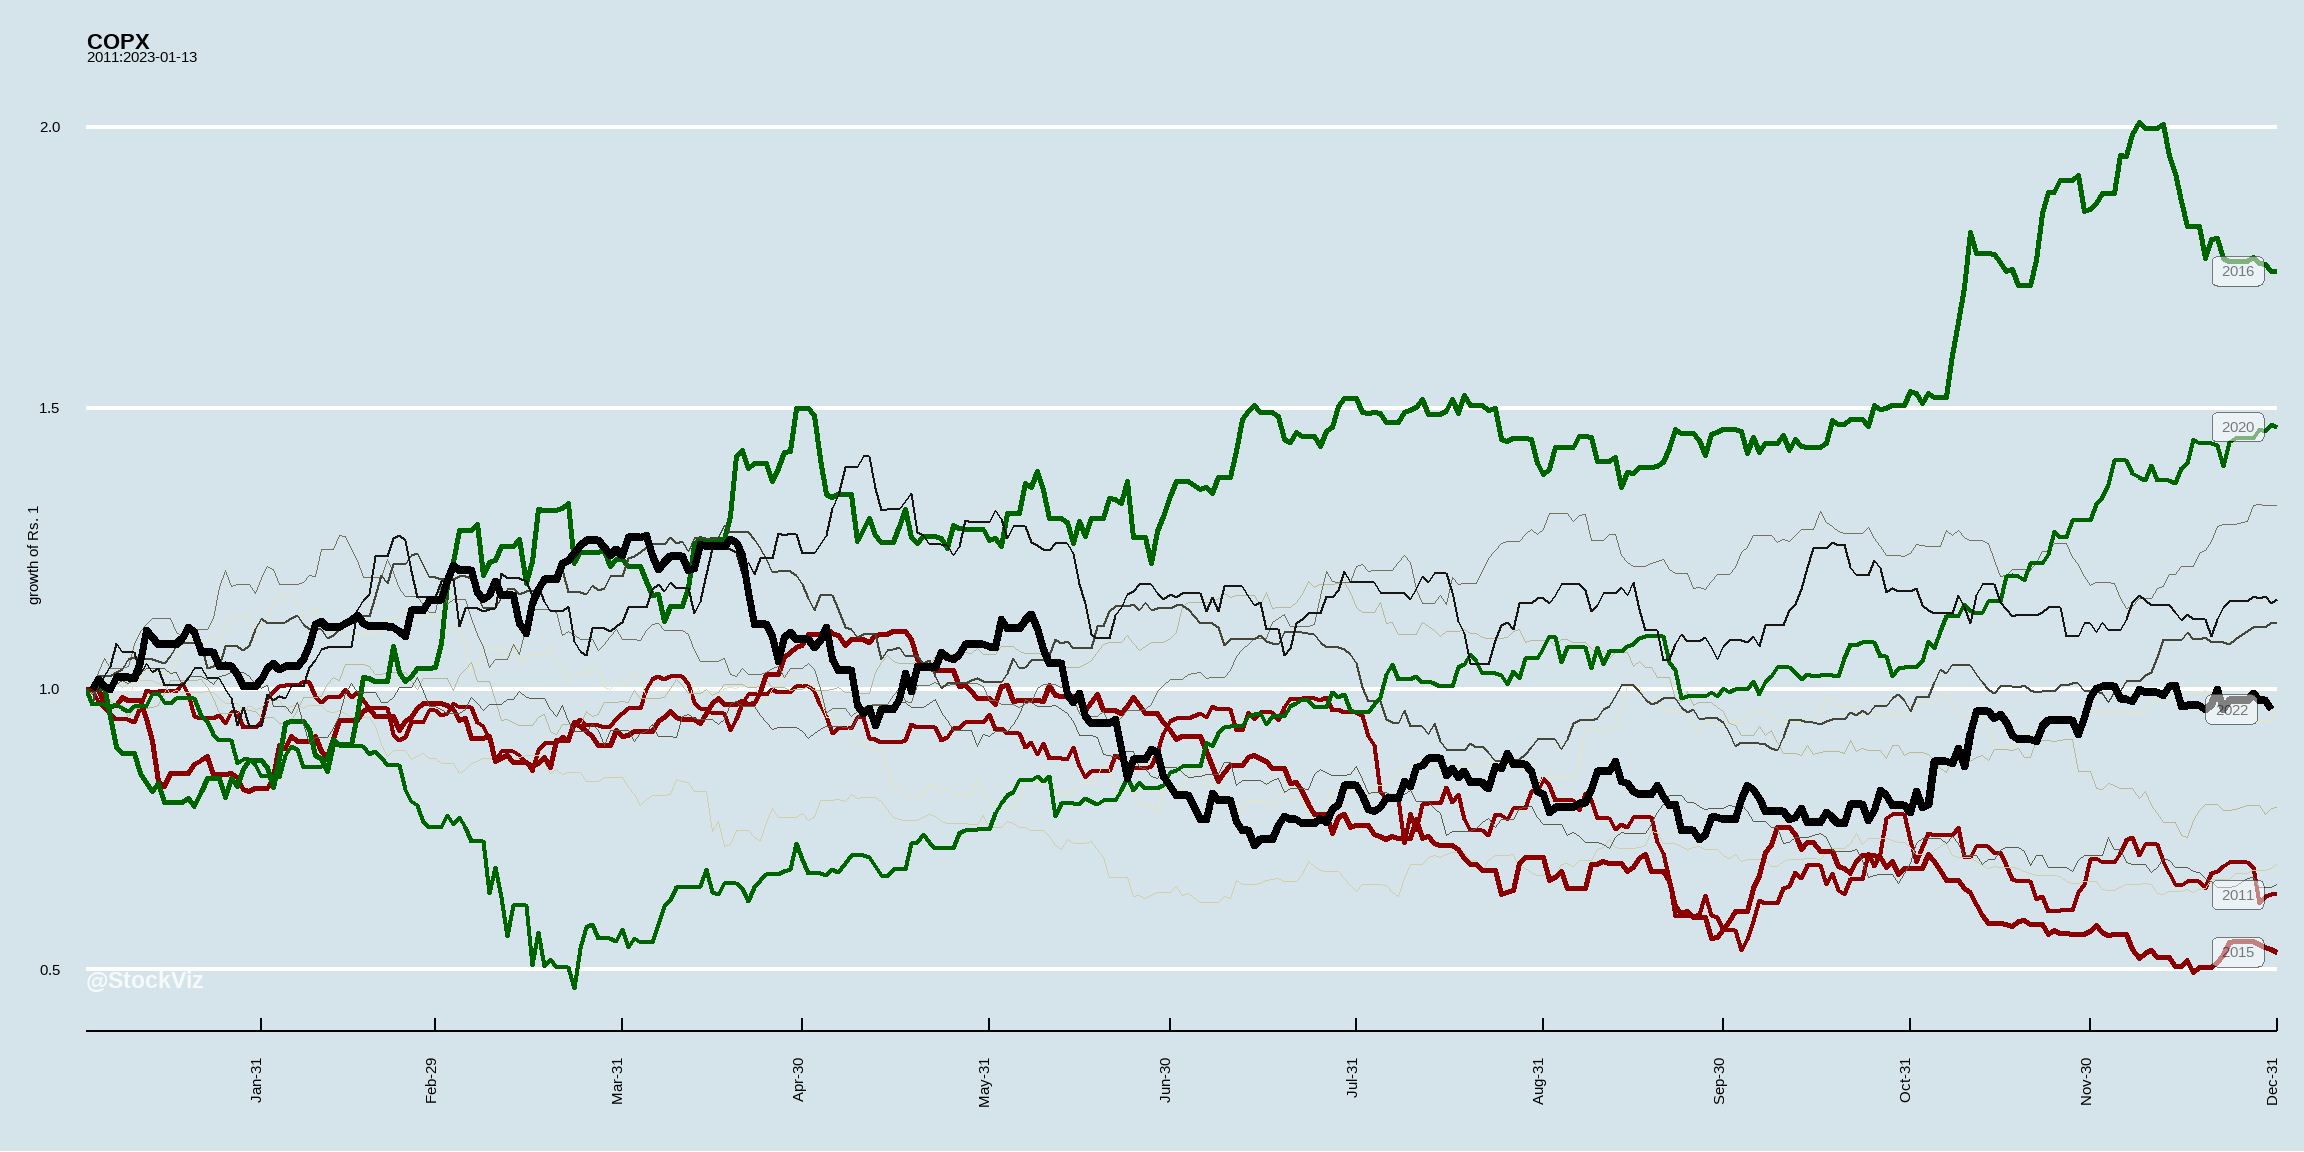 COPX
2011:2023-01-13
growth of Rs. 1
2.0
1.5
1.0
0.5
2016
2020
2022
2011
2015
@StockViz
Jan-31
Feb-29
Mar-31
Apr-30
May-31
Jun-30
Jul-31
Aug-31
Sep-30
Oct-31
Nov-30
Dec-31